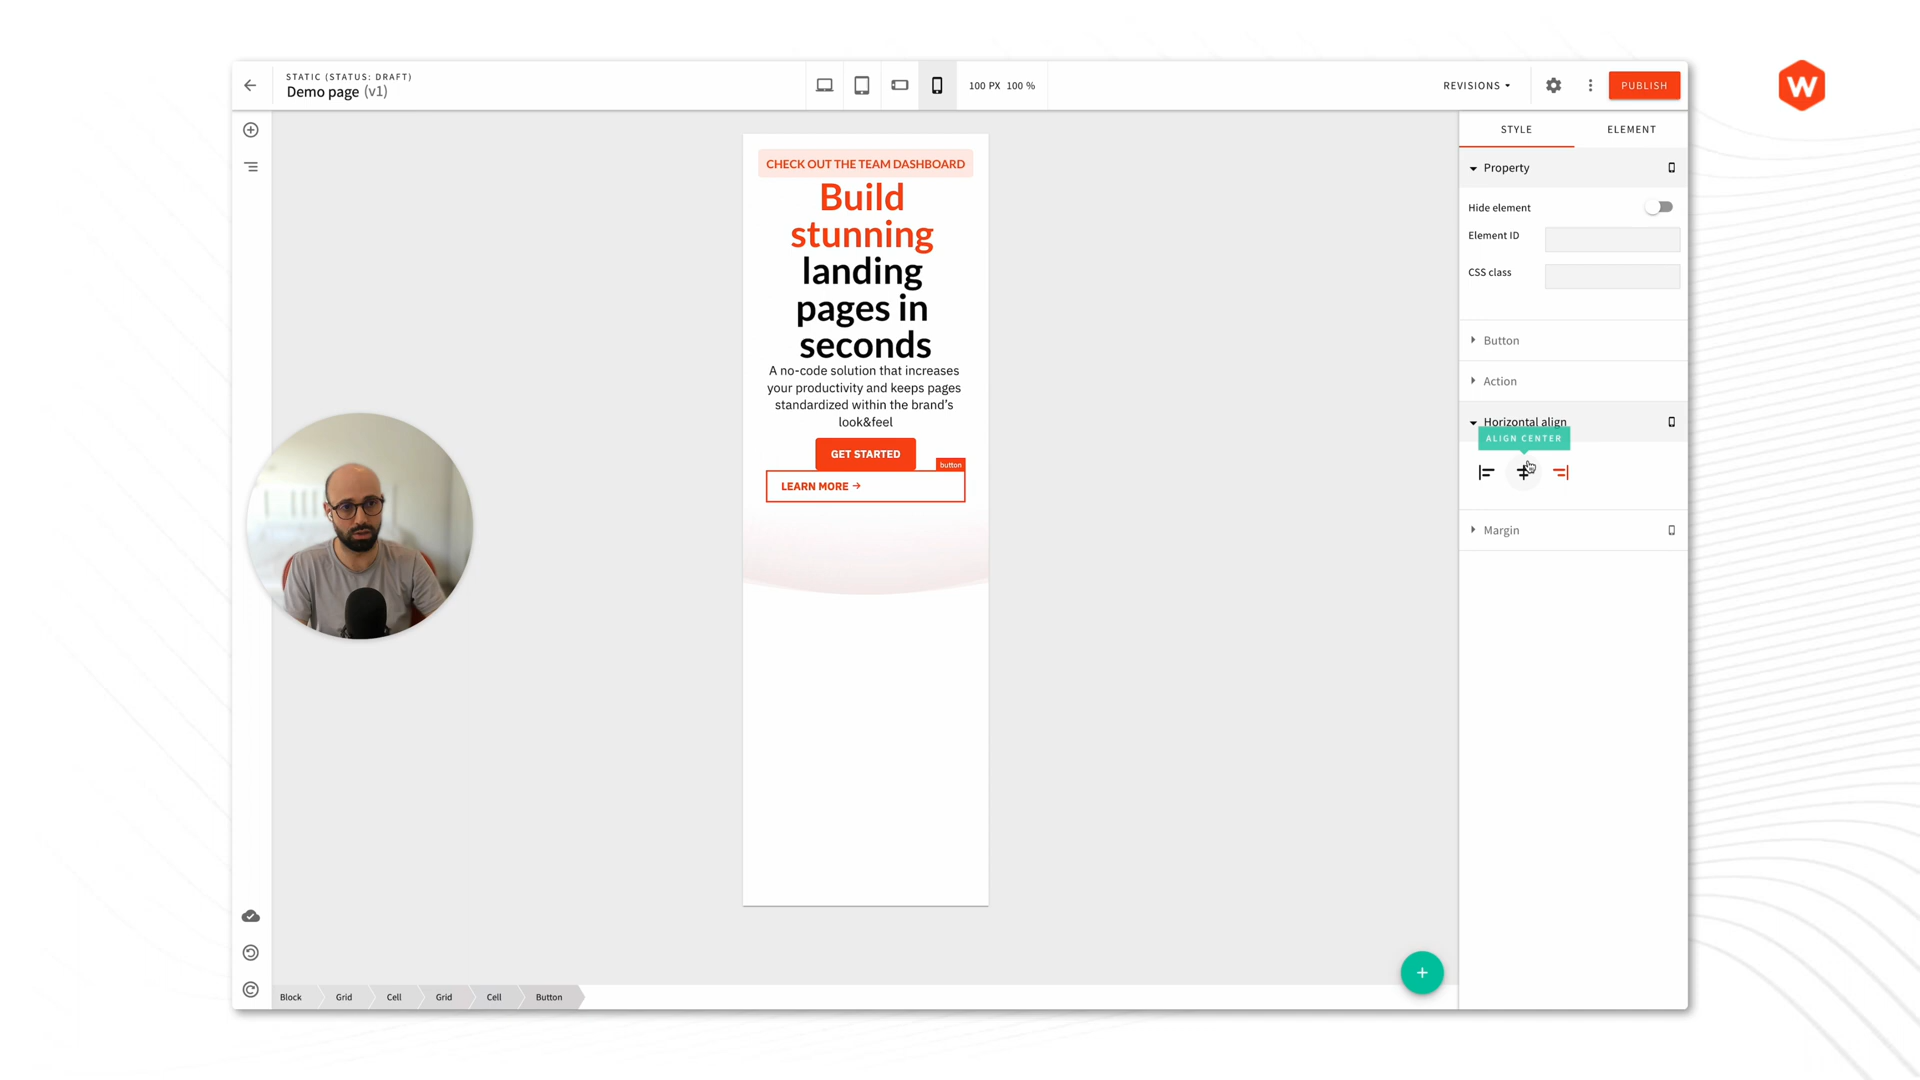 STATIC (STATUS: DRAFT)
Demo page (v1)
100 PX 100 %
REVISIONS
PUBLISH
W
STYLE
ELEMENT
Property
Hide element
Element ID
CSS class
Button
Action
Horizontal align
ALIGN CENTER
Margin
CHECK OUT THE TEAM DASHBOARD
Build
stunning
landing
pages in
seconds
A no-code solution that increases
your productivity and keeps pages
standardized within the brand's
look&feel
GET STARTED
button
LEARN MORE →
Block Grid Cell Grid Cell Button